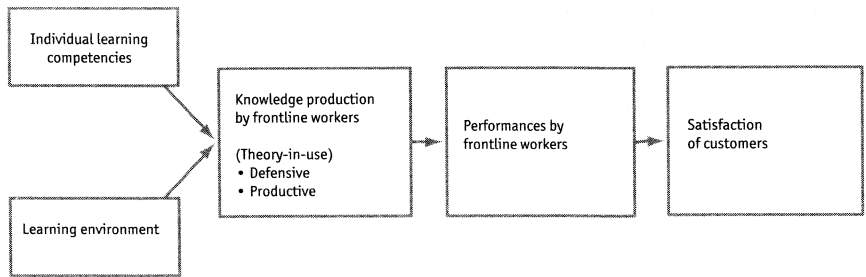 Individual learning
competencies
Knowledge production
by frontline workers
(Theory-in-use)
• Defensive
• Productive
Performances by
frontline workers
Satisfaction
of customers
Learning environment